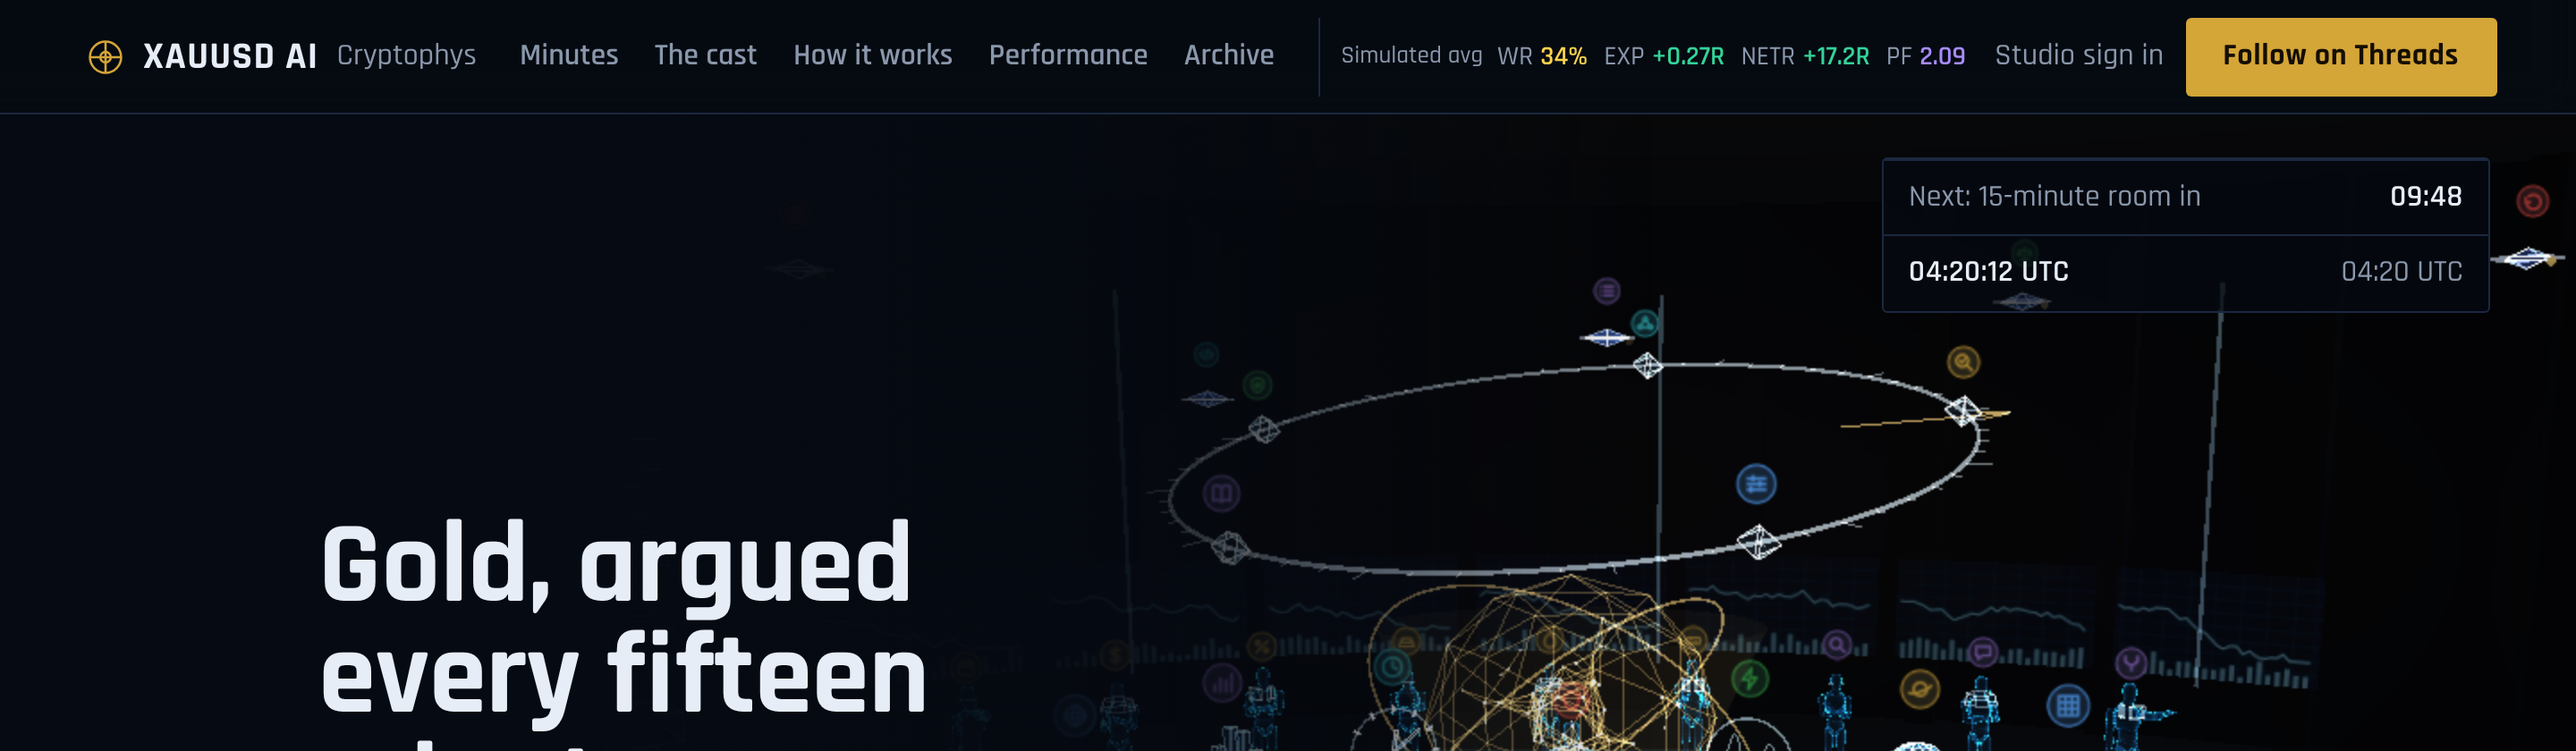 XAUUSD AI Cryptophys Minutes The cast How it works Performance Archive Simulated avg WR 34% EXP +0.27R NETR +17.2R PF 2.09 Studio sign in Follow on Threads
Next: 15-minute room in 09:48
04:20:12 UTC 04:20 UTC
Gold, argued
every fifteen